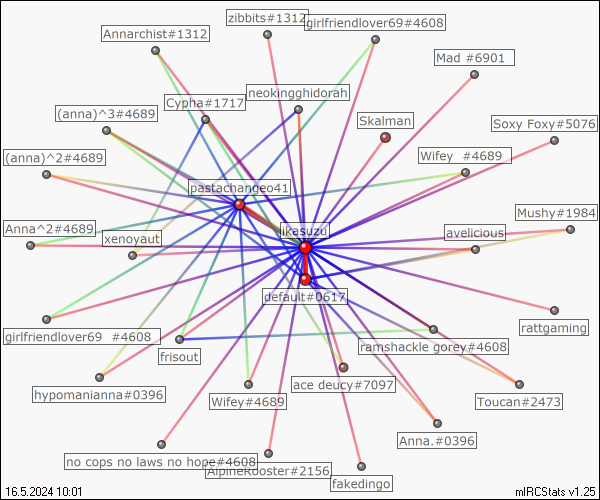 zibbits#1312
girlfriendlover69#4608
Annarchist#1312
Mad #6901
neokingghidorah
Cypha#1717
(anna)^3#4689
Skalman
Soxy Foxy#5076
(anna)^2#4689
Wifey #4689
pastachangeo41
Mushy#1984
Anna^2#4689
likasuzu
avelicious
xenoyaut
default#0617
rattgaming
girlfriendlover69 #4608
ramshackle gorey#4608
frisout
ace deucy#7097
hypomanianna#0396
Wifey#4689
Toucan#2473
Anna.#0396
no cops no laws no hope#4608
AlpineRooster#2156
fakedingo
16.5.2024 10:01
mIRCStats v1.25